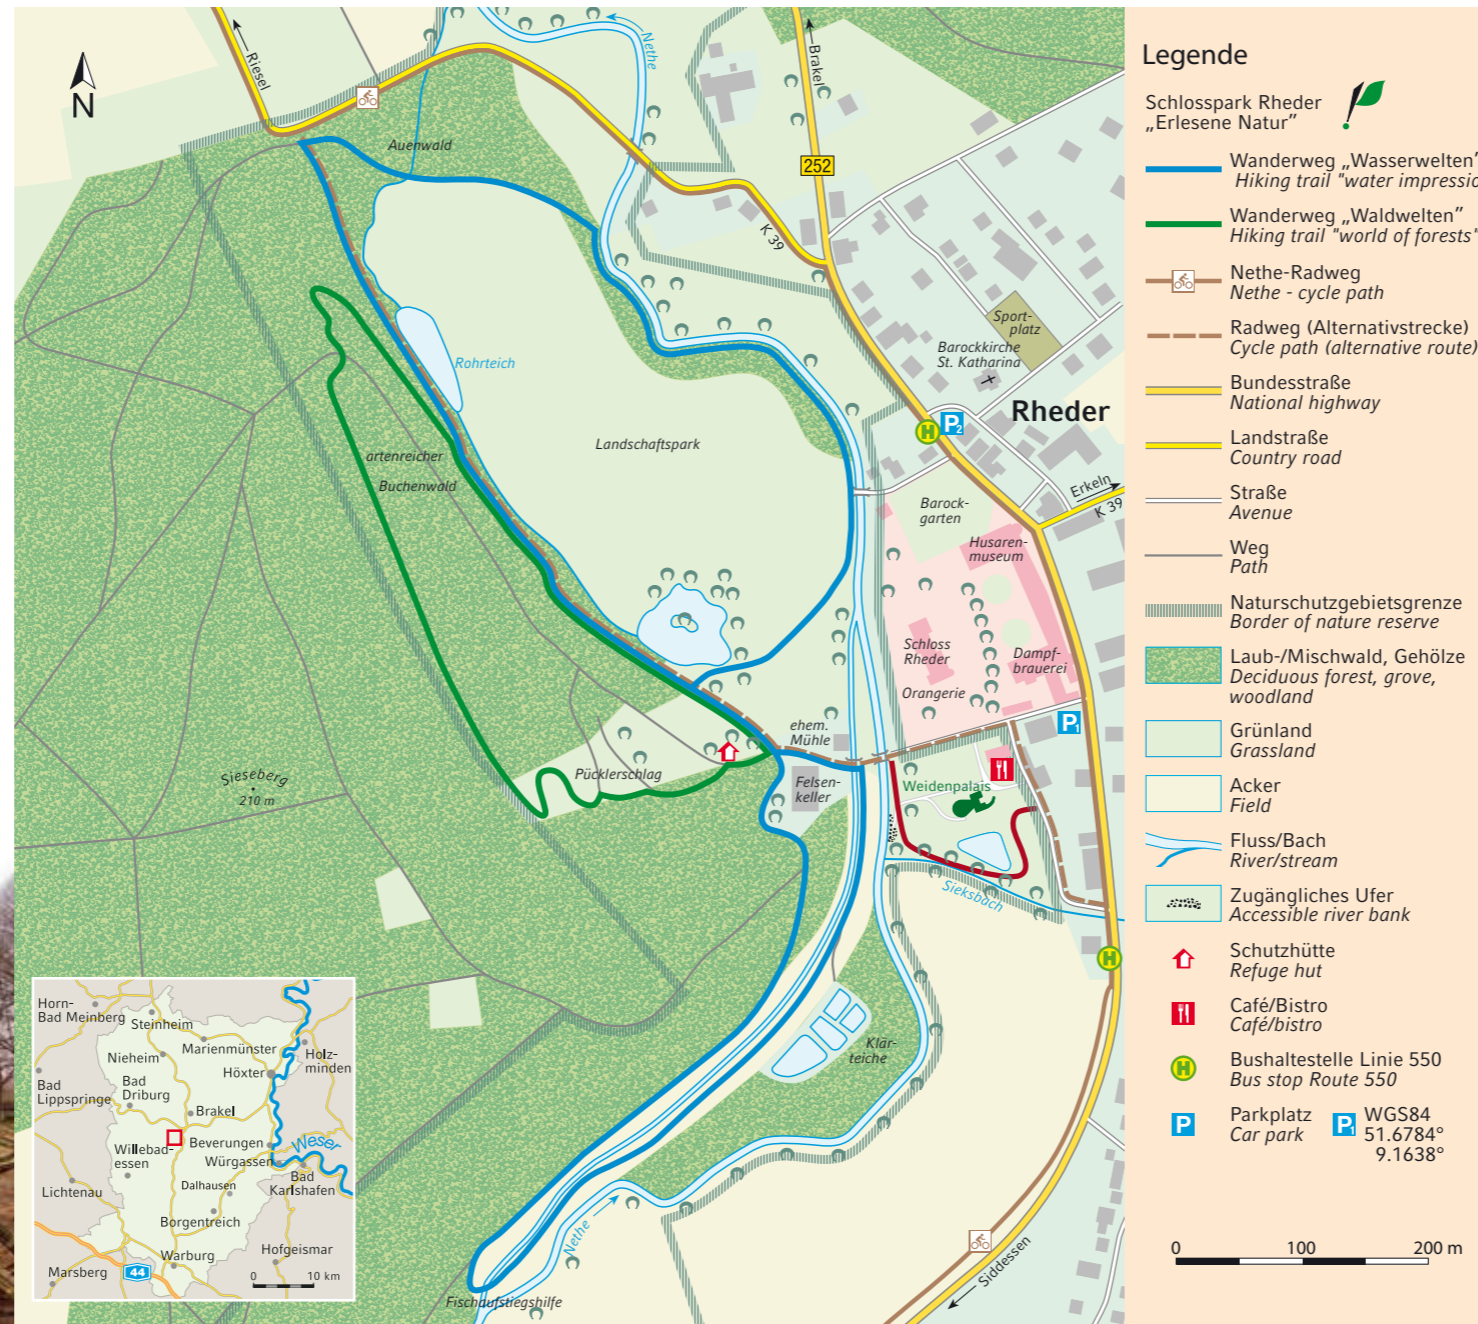 N
Riesel
Nethe
Brakel
252
K 39
Auenwald
Rohrteich
Landschaftspark
artenreicher
Buchenwald
Sport-
platz
Barockkirche
St. Katharina
Rheder
H
P2
Erkeln
K 39
Barock-
garten
Husaren-
museum
Schloss
Rheder
Dampf-
brauerei
Orangerie
P1
ehem.
Mühle
Felsen-
keller
Weidenpalais
Pücklerschlag
Sieseberg
210 m
Sieksbach
H
Klär-
teiche
Nethe
Siddessen
Fischaufstiegshilfe
Horn-
Bad Meinberg
Steinheim
Marienmünster
Nieheim
Holz-
minden
Höxter
Bad
Lippspringe
Bad
Driburg
Brakel
Beverungen
Weser
Willebad-
essen
Würgassen
Bad
Karlshafen
Dalhausen
Lichtenau
Borgentreich
Warburg
Hofgeismar
Marsberg
44
0 10 km
Legende
Schlosspark Rheder
„Erlesene Natur”
Wanderweg „Wasserwelten”
Hiking trail "water impressio
Wanderweg „Waldwelten”
Hiking trail "world of forests"
Nethe-Radweg
Nethe - cycle path
Radweg (Alternativstrecke)
Cycle path (alternative route)
Bundesstraße
National highway
Landstraße
Country road
Straße
Avenue
Weg
Path
Naturschutzgebietsgrenze
Border of nature reserve
Laub-/Mischwald, Gehölze
Deciduous forest, grove,
woodland
Grünland
Grassland
Acker
Field
Fluss/Bach
River/stream
Zugängliches Ufer
Accessible river bank
Schutzhütte
Refuge hut
Café/Bistro
Café/bistro
H
Bushaltestelle Linie 550
Bus stop Route 550
P
Parkplatz
Car park
P1
WGS84
51.6784°
9.1638°
0 100 200 m